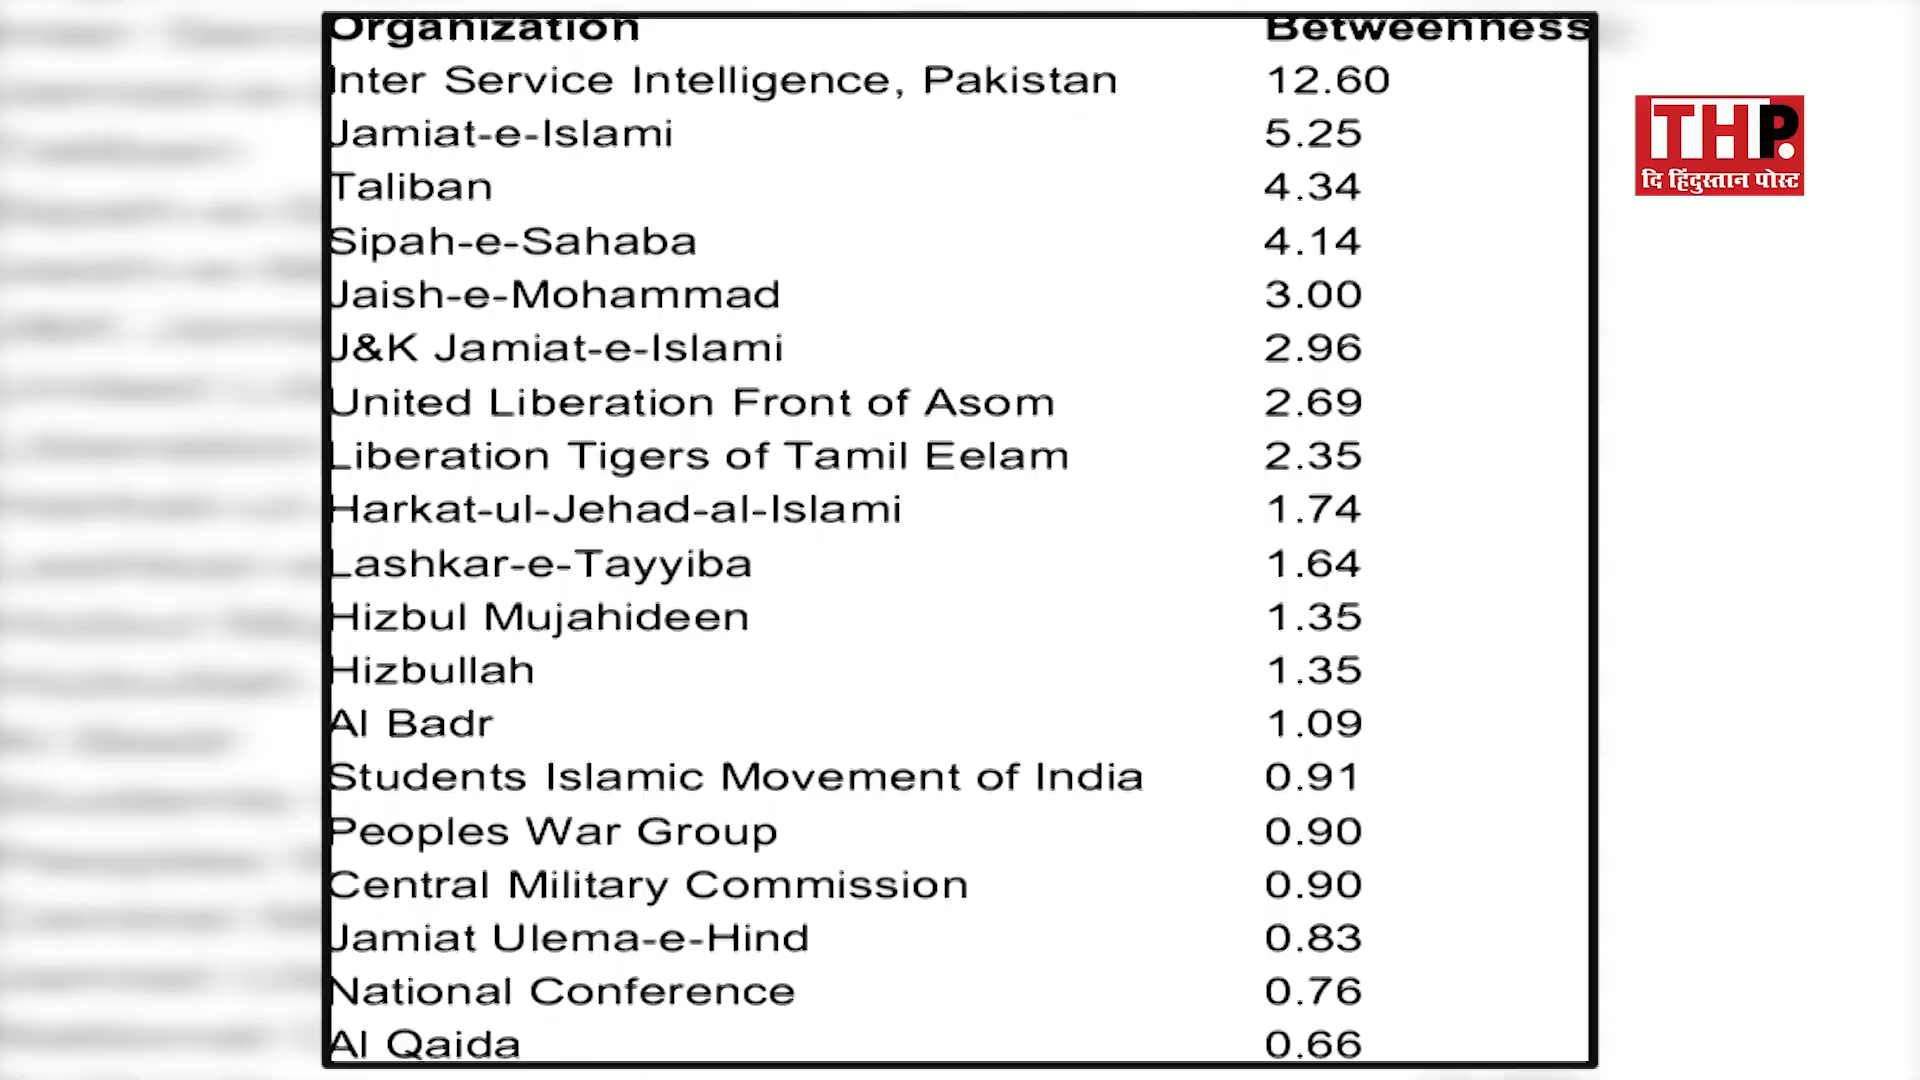 Organization Betweenness
Inter Service Intelligence, Pakistan 12.60
Jamiat-e-Islami 5.25
Taliban 4.34
Sipah-e-Sahaba 4.14
Jaish-e-Mohammad 3.00
J&K Jamiat-e-Islami 2.96
United Liberation Front of Asom 2.69
Liberation Tigers of Tamil Eelam 2.35
Harkat-ul-Jehad-al-Islami 1.74
Lashkar-e-Tayyiba 1.64
Hizbul Mujahideen 1.35
Hizbullah 1.35
Al Badr 1.09
Students Islamic Movement of India 0.91
Peoples War Group 0.90
Central Military Commission 0.90
Jamiat Ulema-e-Hind 0.83
National Conference 0.76
Al Qaida 0.66
THP.
दि हिंदुस्तान पोस्ट